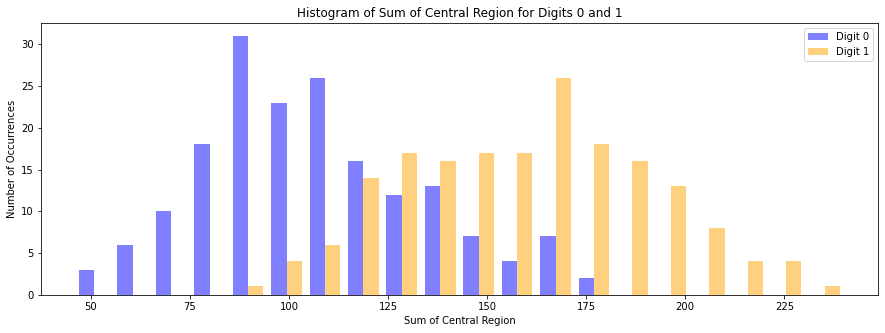 Histogram of Sum of Central Region for Digits 0 and 1
Digit 0
Digit 1
Number of Occurrences
30
25
20
15
10
5
0
50 75 100 125 150 175 200 225
Sum of Central Region